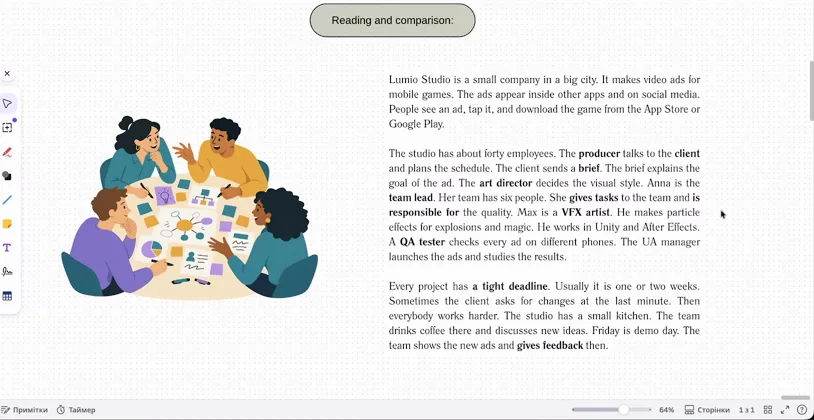 Reading and comparison:
Lumio Studio is a small company in a big city. It makes video ads for
mobile games. The ads appear inside other apps and on social media.
People see an ad, tap it, and download the game from the App Store or
Google Play.
The studio has about forty employees. The producer talks to the client
and plans the schedule. The client sends a brief. The brief explains the
goal of the ad. The art director decides the visual style. Anna is the
team lead. Her team has six people. She gives tasks to the team and is
responsible for the quality. Max is a VFX artist. He makes particle
effects for explosions and magic. He works in Unity and After Effects.
A QA tester checks every ad on different phones. The UA manager
launches the ads and studies the results.
Every project has a tight deadline. Usually it is one or two weeks.
Sometimes the client asks for changes at the last minute. Then
everybody works harder. The studio has a small kitchen. The team
drinks coffee there and discusses new ideas. Friday is demo day. The
team shows the new ads and gives feedback then.
Примітки Таймер 64% Сторінки 1 з 1